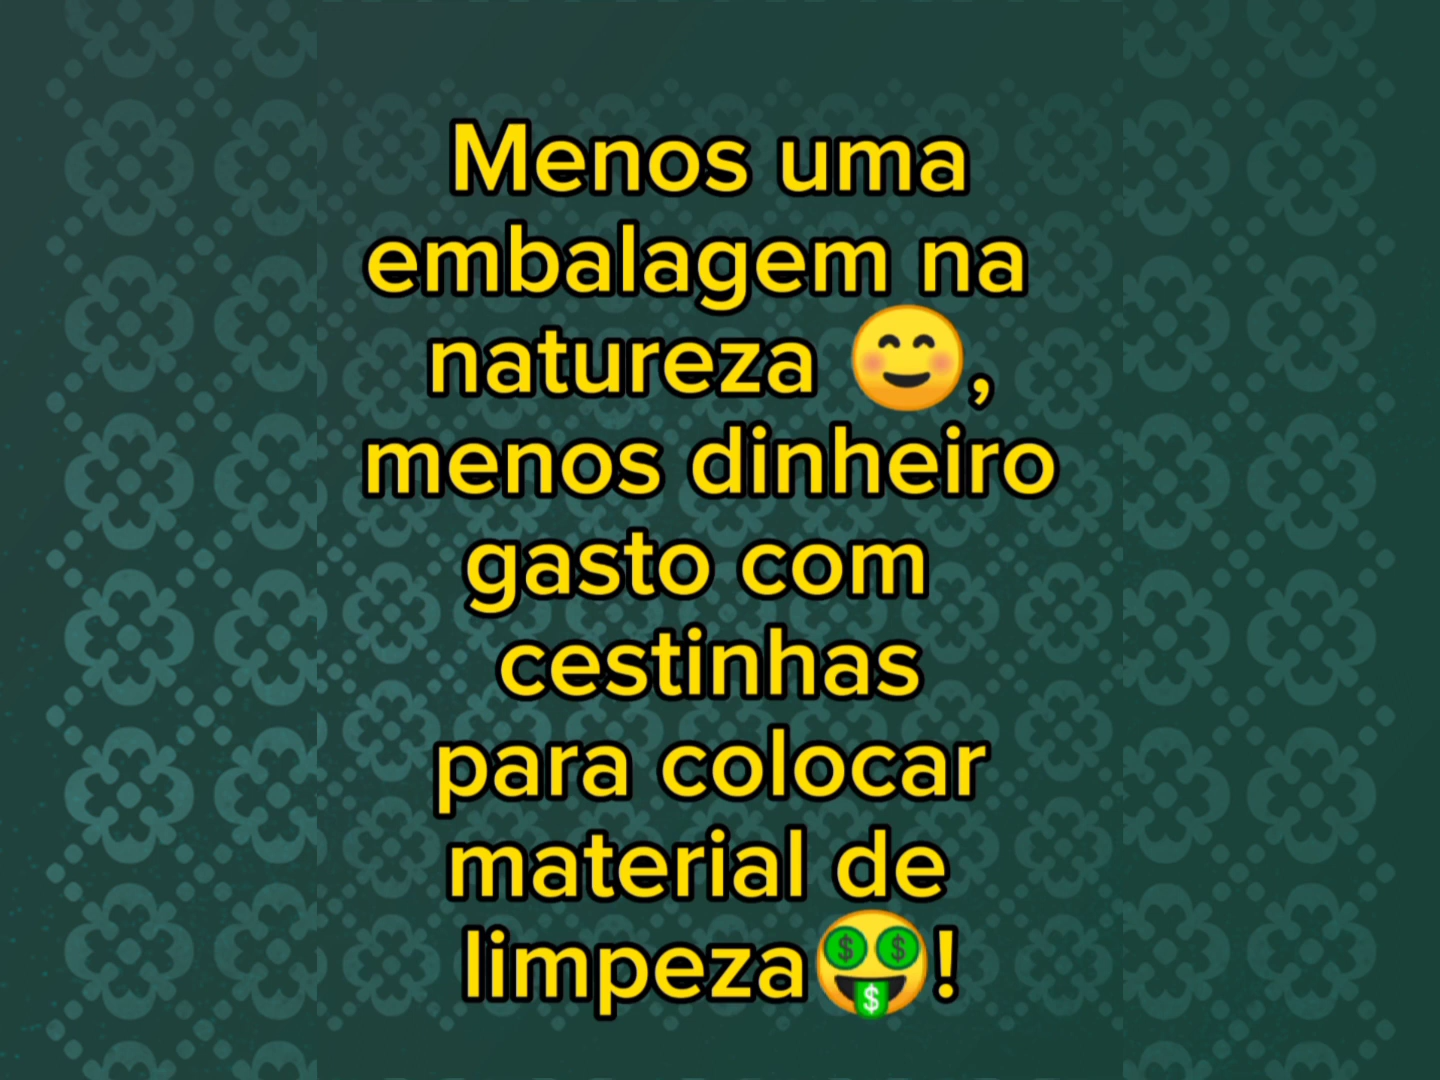 Menos uma
embalagem na
natureza 😊,
menos dinheiro
gasto com
cestinhas
para colocar
material de
limpeza🤑!